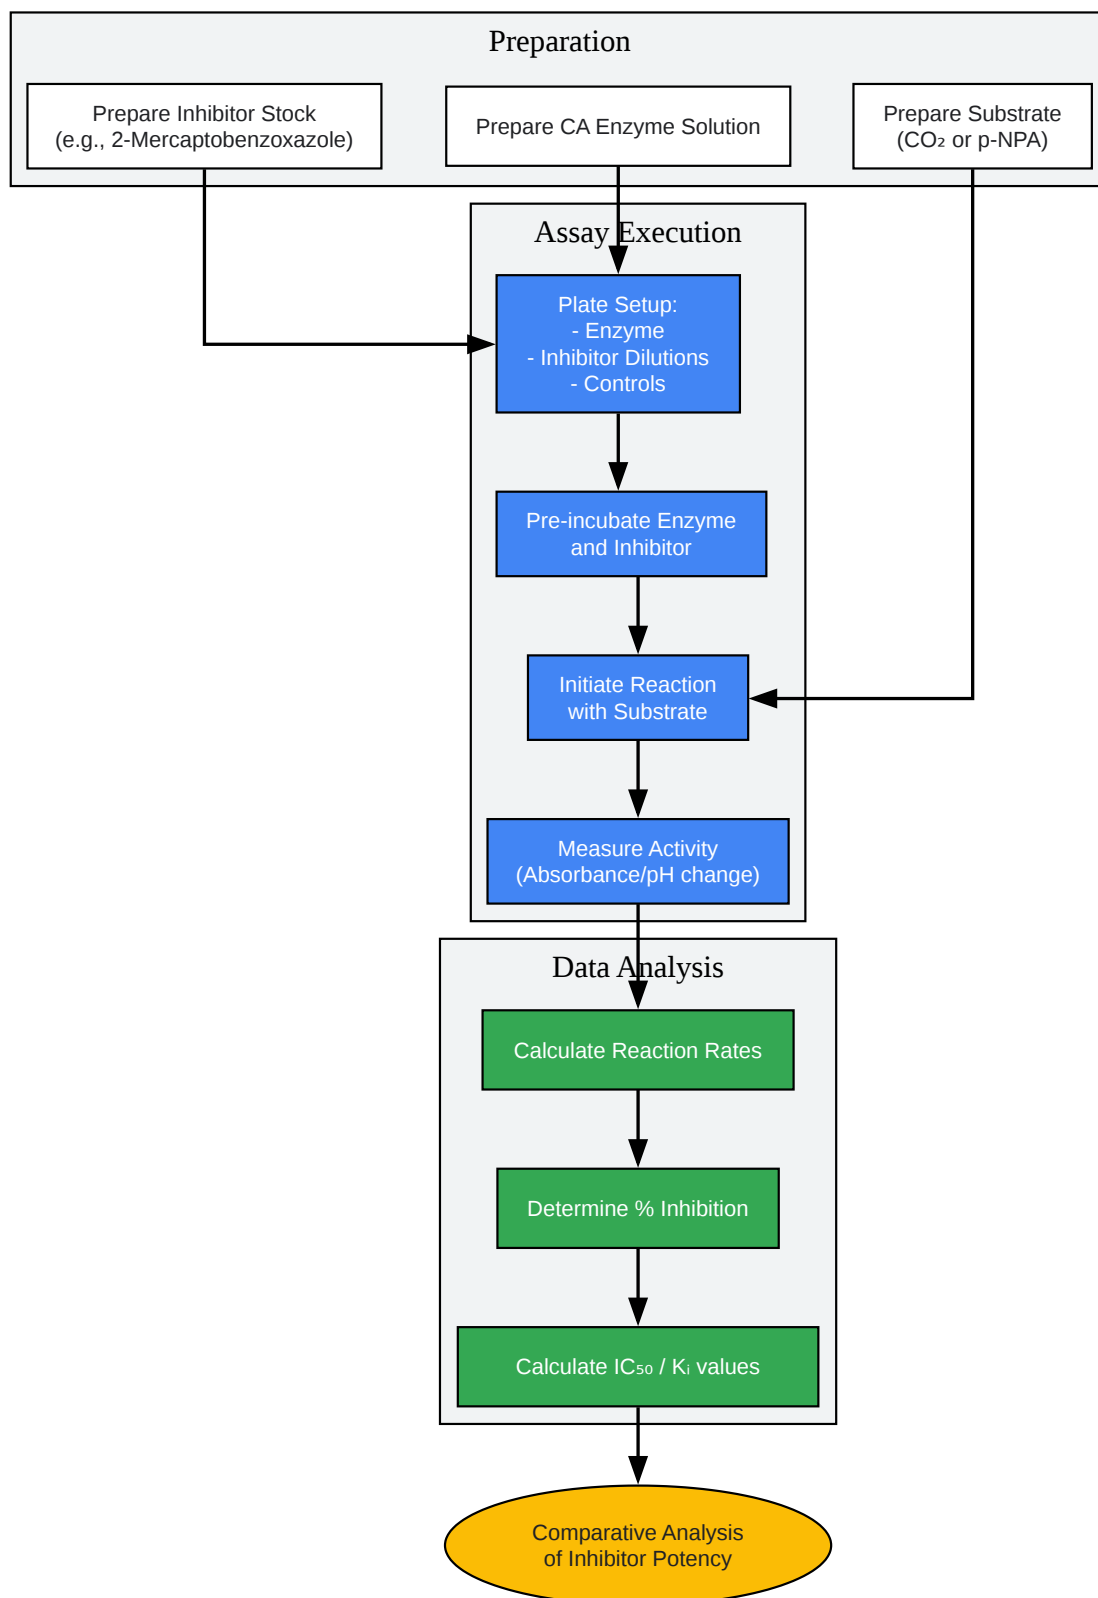 Preparation
Prepare Inhibitor Stock
(e.g., 2-Mercaptobenzoxazole)
Prepare CA Enzyme Solution
Prepare Substrate
(CO₂ or p-NPA)
Assay Execution
Plate Setup:
- Enzyme
- Inhibitor Dilutions
- Controls
Pre-incubate Enzyme
and Inhibitor
Initiate Reaction
with Substrate
Measure Activity
(Absorbance/pH change)
Data Analysis
Calculate Reaction Rates
Determine % Inhibition
Calculate IC₅₀ / Kᵢ values
Comparative Analysis
of Inhibitor Potency